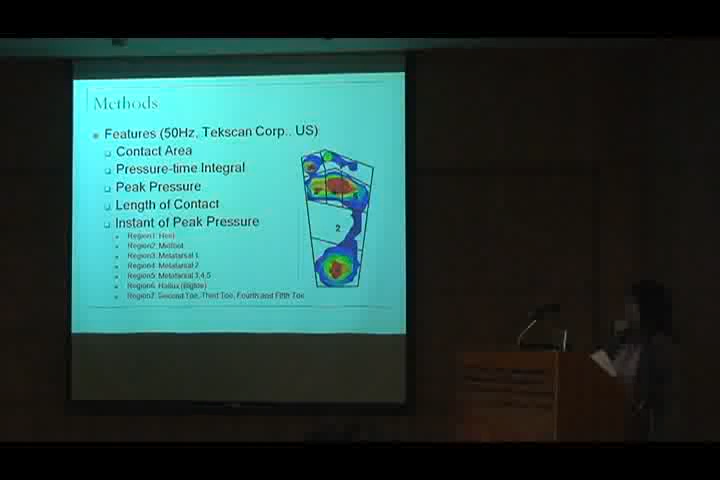 Methods
Features (50Hz, Tekscan Corp., US)
Contact Area
Pressure-time Integral
Peak Pressure
Length of Contact
Instant of Peak Pressure
Region1: Heel
Region2: Midfoot
Region3: Metatarsal 1
Region4: Metatarsal 2
Region5: Metatarsal 3,4,5
Region6: Hallux (Bigtoe)
Region7: Second Toe, Third Toe, Fourth and Fifth Toe
2